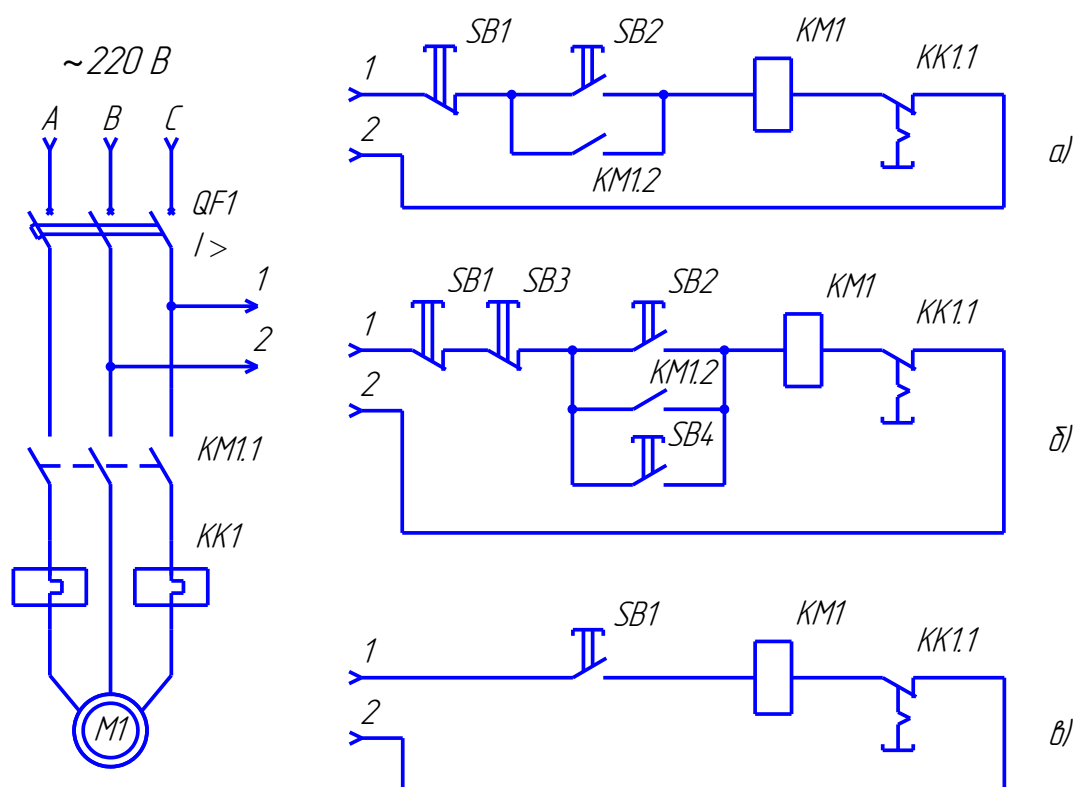 ~220 В
A B C
QF1
I >
1
2
KM1.1
KK1
M1
SB1 SB2 KM1 KK1.1
1
2
KM1.2
а)
SB1 SB3 SB2 KM1 KK1.1
1
2
KM1.2
SB4
б)
SB1 KM1 KK1.1
1
2
в)